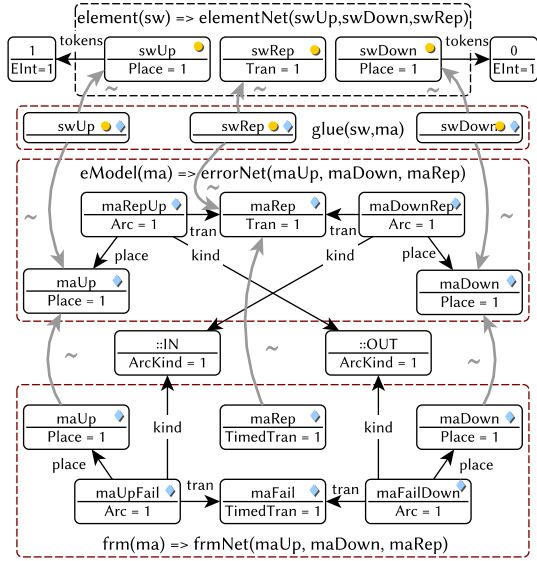 element(sw) => elementNet(swUp,swDown,swRep)
1
EInt=1
tokens
swUp
Place = 1
swRep
Tran = 1
swDown
Place = 1
tokens
0
EInt=1
~
~
~
swUp
swRep
swDown
glue(sw,ma)
eModel(ma) => errorNet(maUp, maDown, maRep)
~
~
~
maRepUp
Arc = 1
tran
maRep
Tran = 1
tran
maDownRep
Arc = 1
place
kind
kind
place
maUp
Place = 1
maDown
Place = 1
::IN
ArcKind = 1
::OUT
ArcKind = 1
~
~
~
maUp
Place = 1
maRep
TimedTran = 1
maDown
Place = 1
kind
kind
place
place
maUpFail
Arc = 1
tran
maFail
TimedTran = 1
tran
maFailDown
Arc = 1
frm(ma) => frmNet(maUp, maDown, maRep)